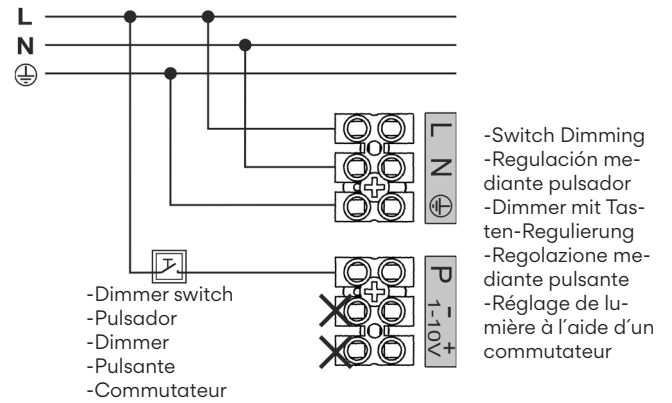 L
N
L
N
-Switch Dimming
-Regulación me-
diante pulsador
-Dimmer mit Tas-
ten-Regulierung
-Regolazione me-
diante pulsante
-Réglage de lu-
mière à l´aide d´un
commutateur
P - +
1-10V
-Dimmer switch
-Pulsador
-Dimmer
-Pulsante
-Commutateur